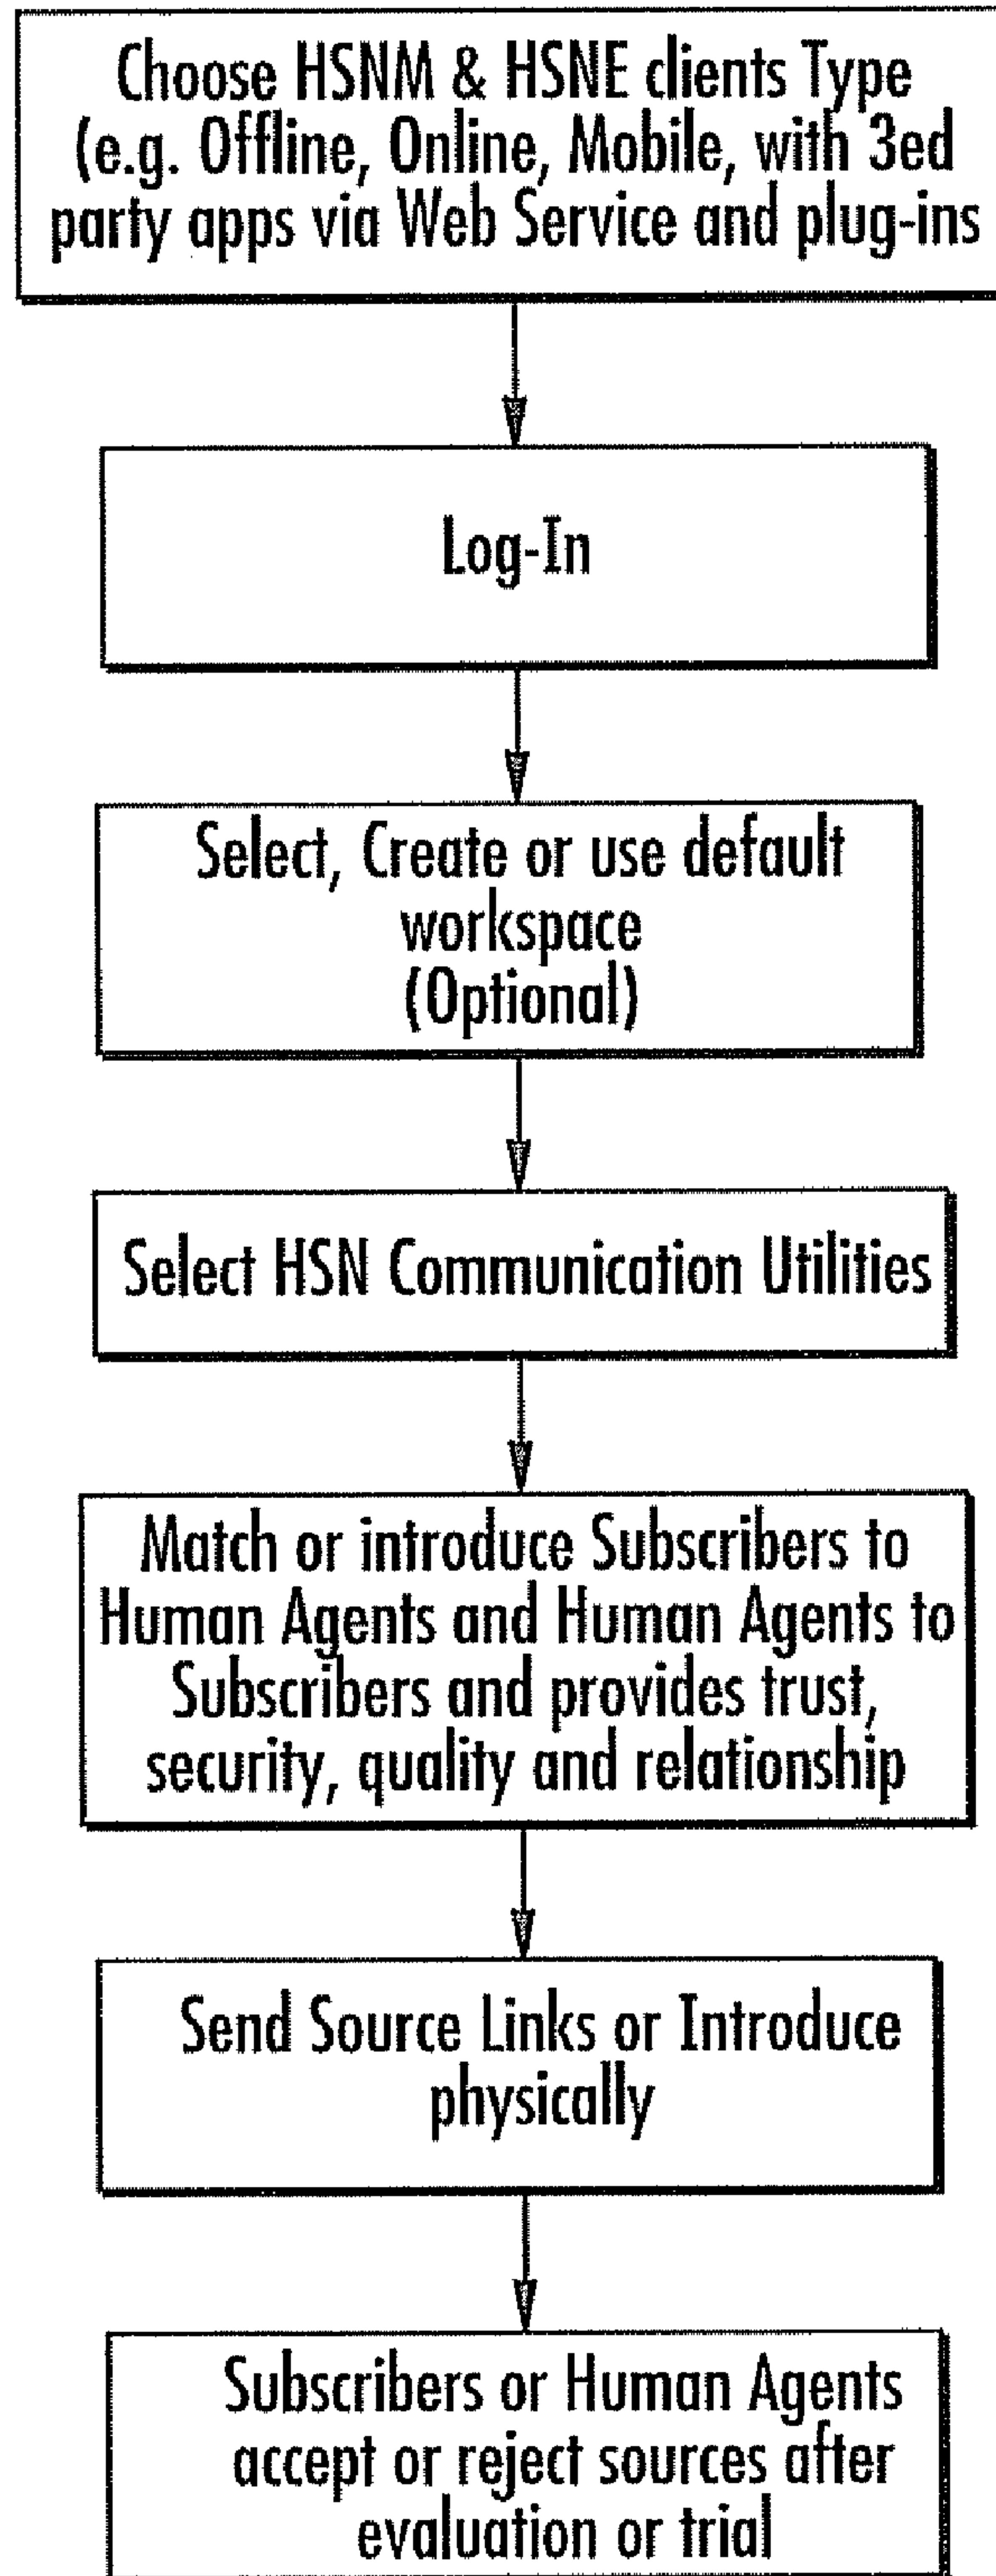 Choose HSNM & HSNE clients Type
(e.g. Offline, Online, Mobile, with 3ed
party apps via Web Service and plug-ins
Log-In
Select, Create or use default
workspace
(Optional)
Select HSN Communication Utilities
Match or introduce Subscribers to
Human Agents and Human Agents to
Subscribers and provides trust,
security, quality and relationship
Send Source Links or Introduce
physically
Subscribers or Human Agents
accept or reject sources after
evaluation or trial